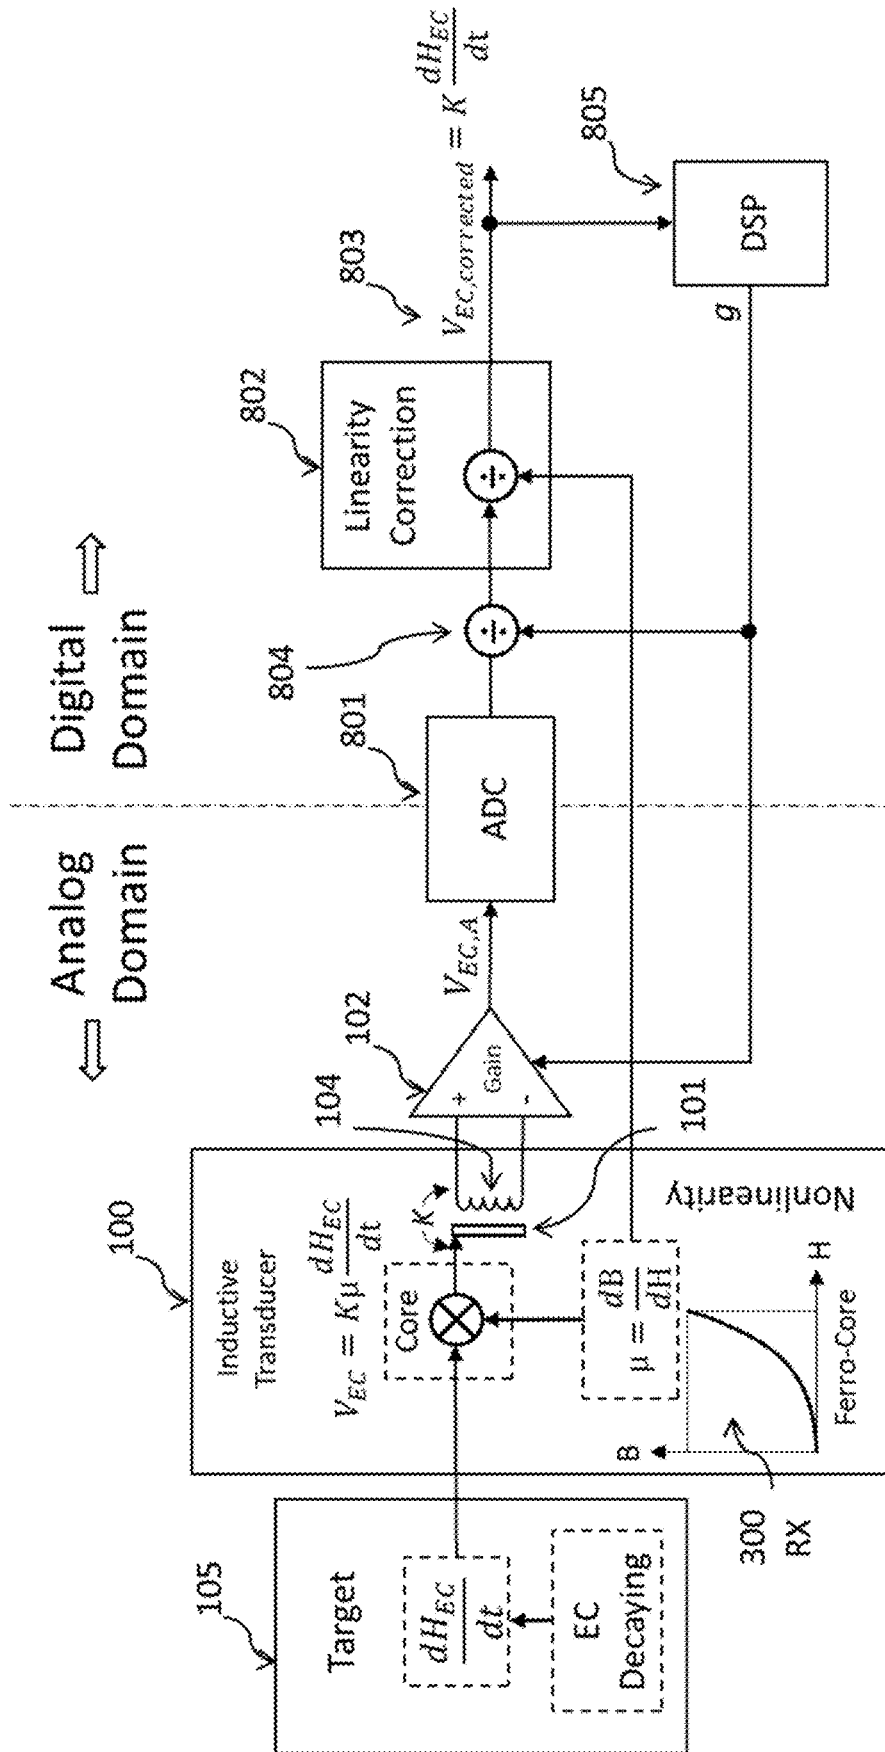 Analog
Domain
Digital
Domain
105
Target
dH_EC
dt
EC
Decaying
100
Inductive
Transducer
V_EC = Kμ dH_EC/dt
Core
K
μ = dB/dH
B
H
Ferro-Core
Nonlinearity
300
RX
104
101
102
+
-
Gain
V_EC,A
801
ADC
804
÷
802
Linearity
Correction
÷
803
V_EC,corrected = K dH_EC/dt
805
DSP
g